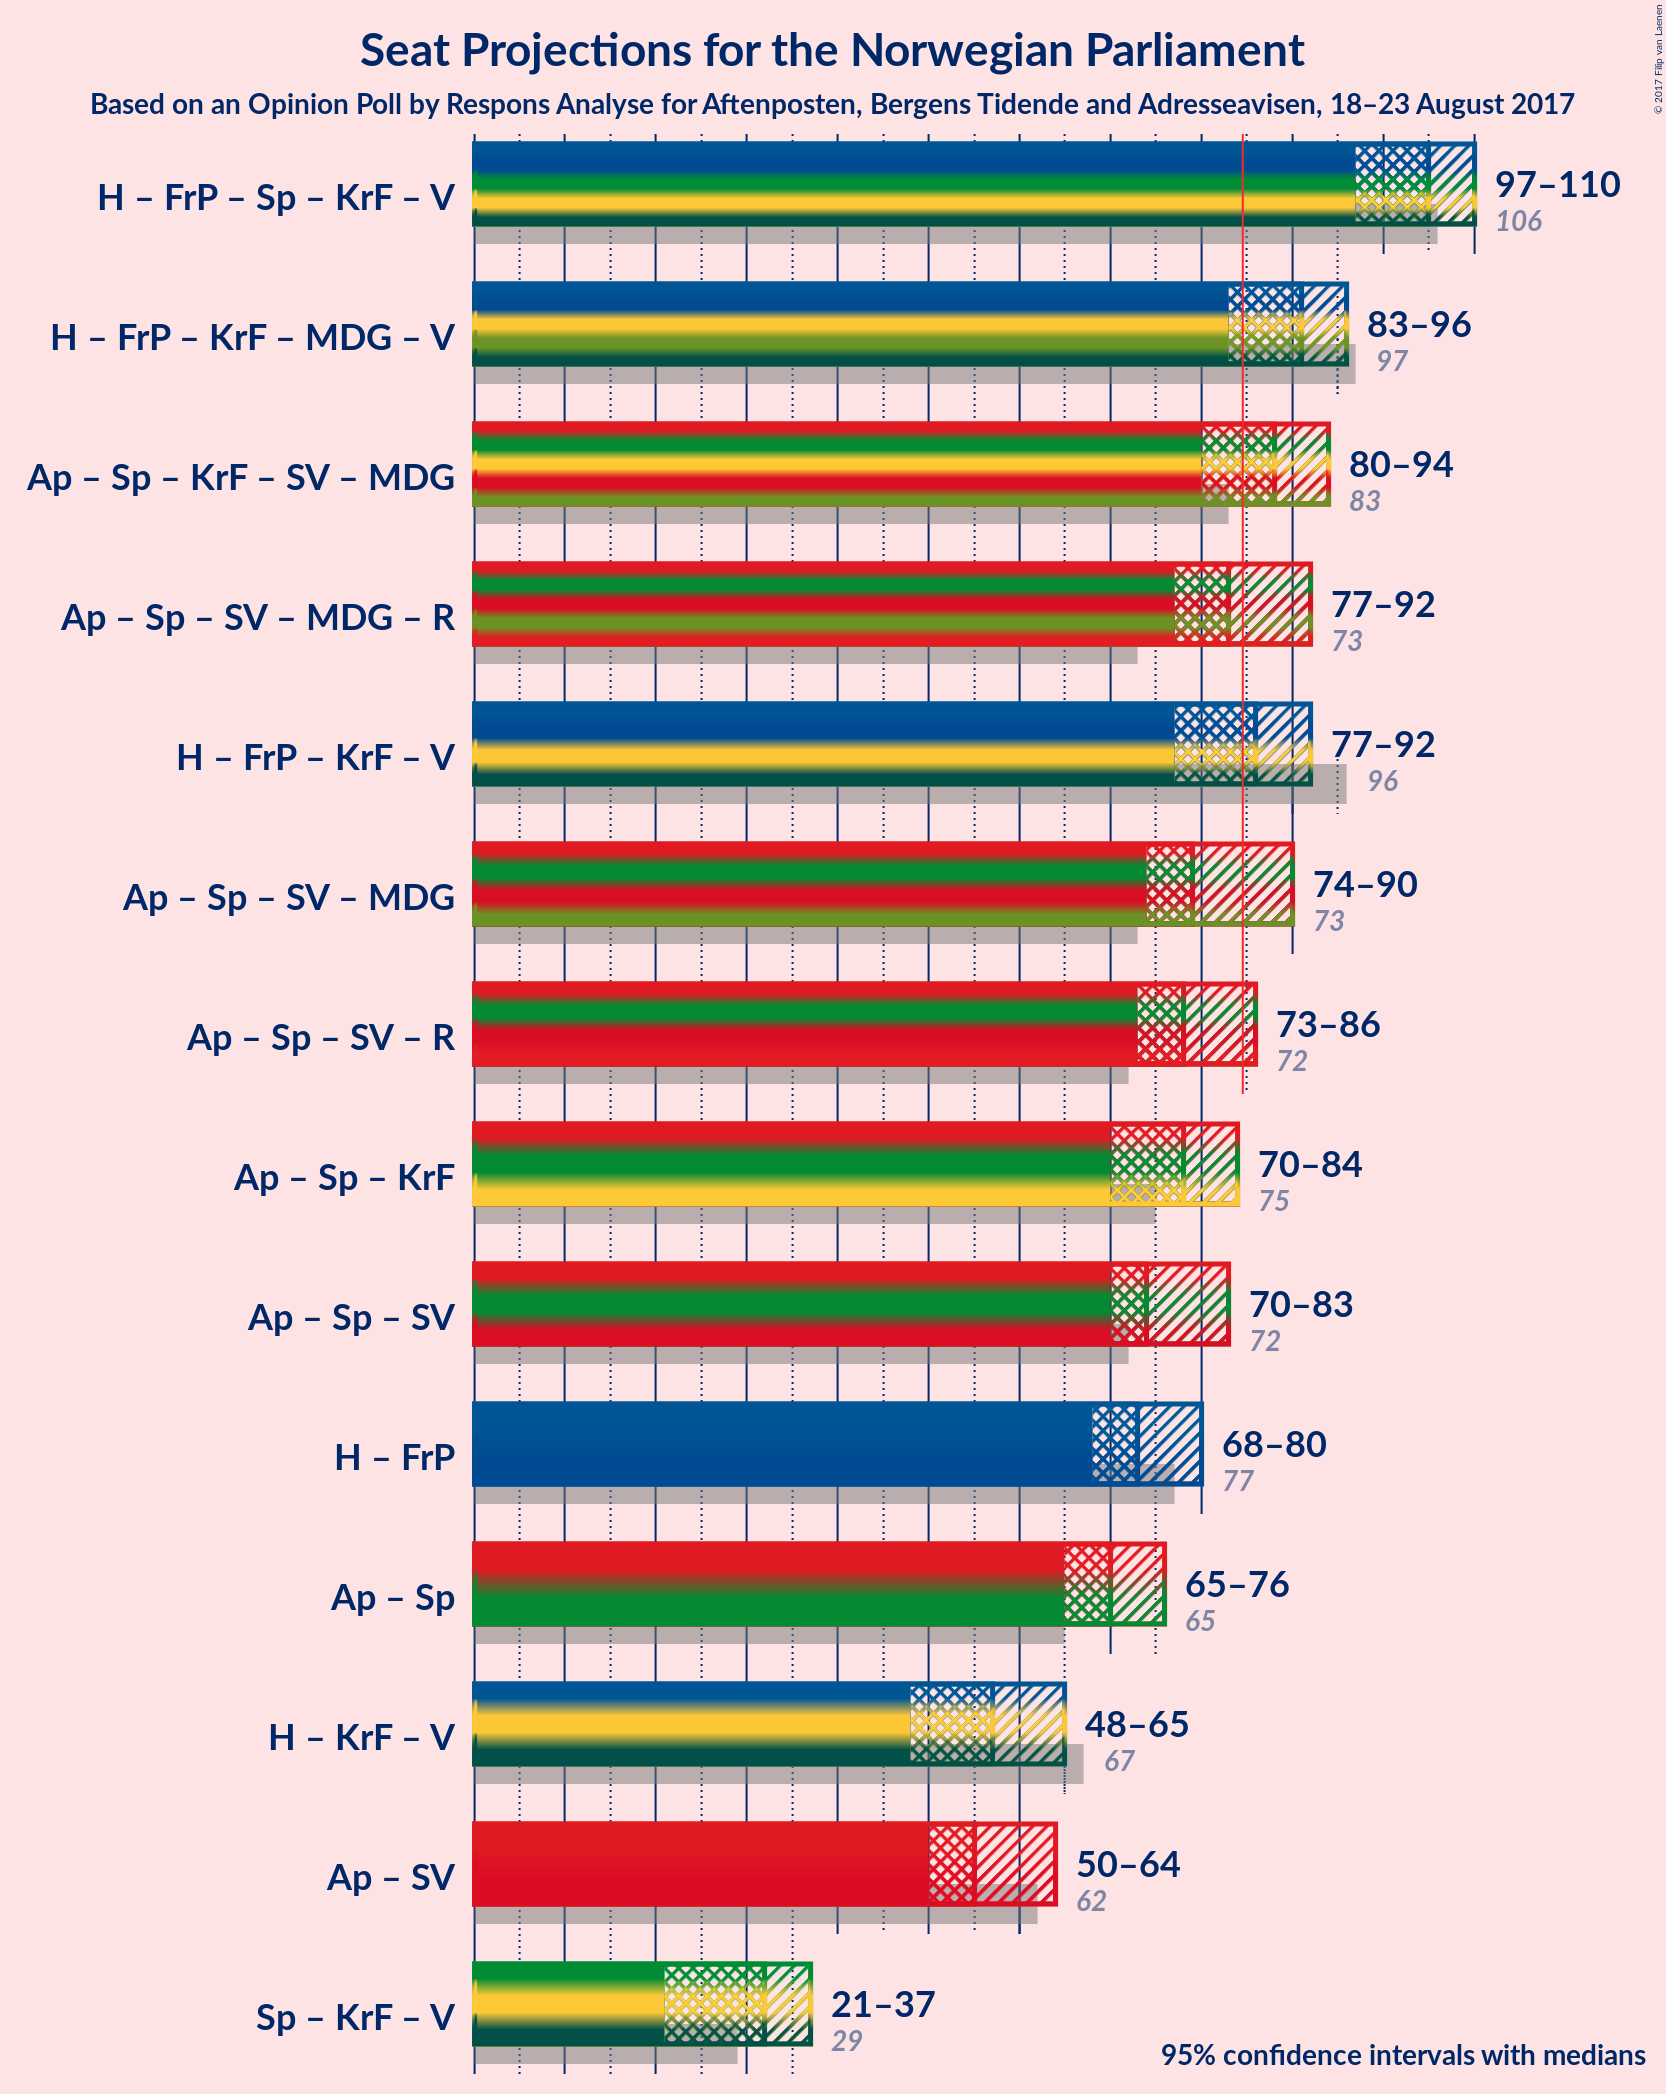 Seat Projections for the Norwegian Parliament
Based on an Opinion Poll by Respons Analyse for Aftenposten, Bergens Tidende and Adresseavisen, 18–23 August 2017
© 2017 Filip van Laenen
H – FrP – Sp – KrF – V
97–110
106
H – FrP – KrF – MDG – V
83–96
97
Ap – Sp – KrF – SV – MDG
80–94
83
Ap – Sp – SV – MDG – R
77–92
73
H – FrP – KrF – V
77–92
96
Ap – Sp – SV – MDG
74–90
73
Ap – Sp – SV – R
73–86
72
Ap – Sp – KrF
70–84
75
Ap – Sp – SV
70–83
72
H – FrP
68–80
77
Ap – Sp
65–76
65
H – KrF – V
48–65
67
Ap – SV
50–64
62
Sp – KrF – V
21–37
29
95% confidence intervals with medians